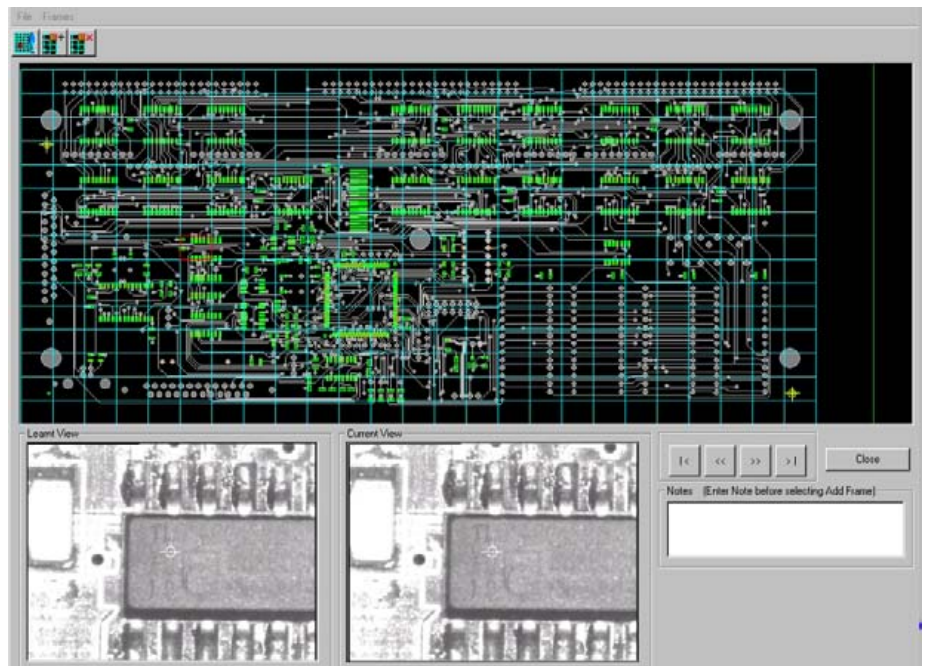 File Frames
Learnt View
Current View
|< << >> >|
Close
Notes (Enter Note before selecting Add Frame)